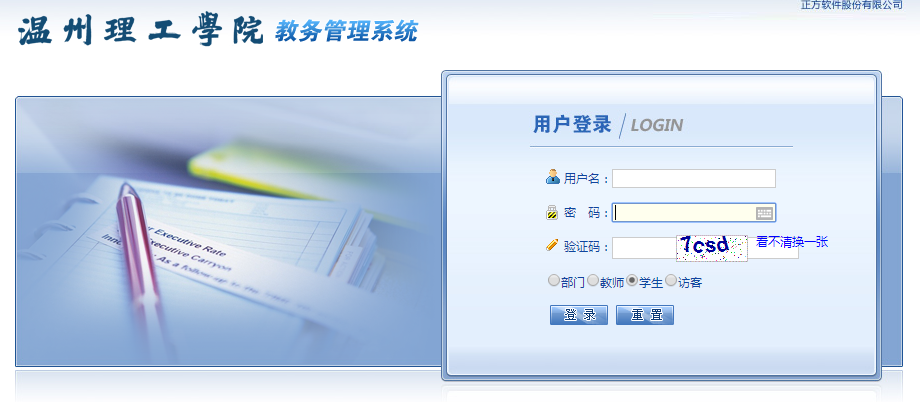 正方软件股份有限公司
温州理工學院 教务管理系统
用户登录 LOGIN
用户名：
密 码：
验证码： 7csd 看不清换一张
部门 教师 学生 访客
登 录 重 置
Executive Rate
Executive Carryon
As a follow-up to the